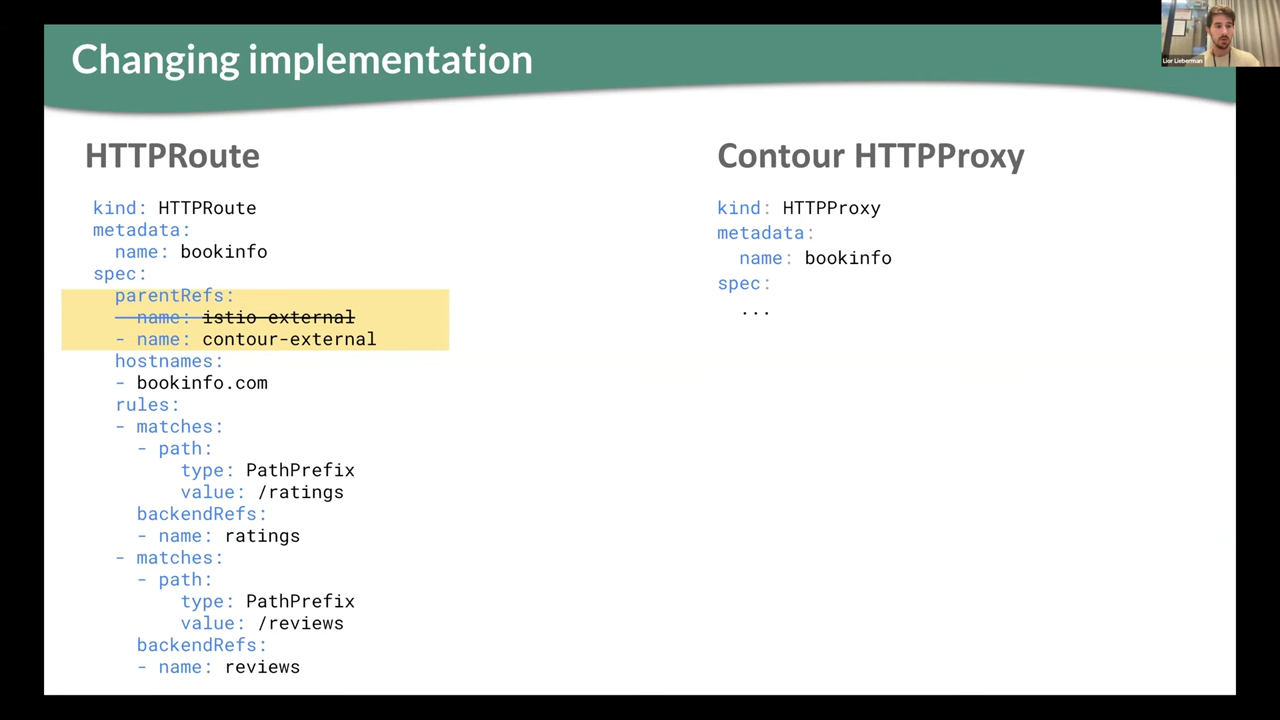 Changing implementation
Lior Lieberman
HTTPRoute
kind: HTTPRoute
metadata:
  name: bookinfo
spec:
  parentRefs:
  - name: istio-external
  - name: contour-external
  hostnames:
  - bookinfo.com
  rules:
  - matches:
    - path:
        type: PathPrefix
        value: /ratings
    backendRefs:
    - name: ratings
  - matches:
    - path:
        type: PathPrefix
        value: /reviews
    backendRefs:
    - name: reviews
Contour HTTPProxy
kind: HTTPProxy
metadata:
  name: bookinfo
spec:
  ...